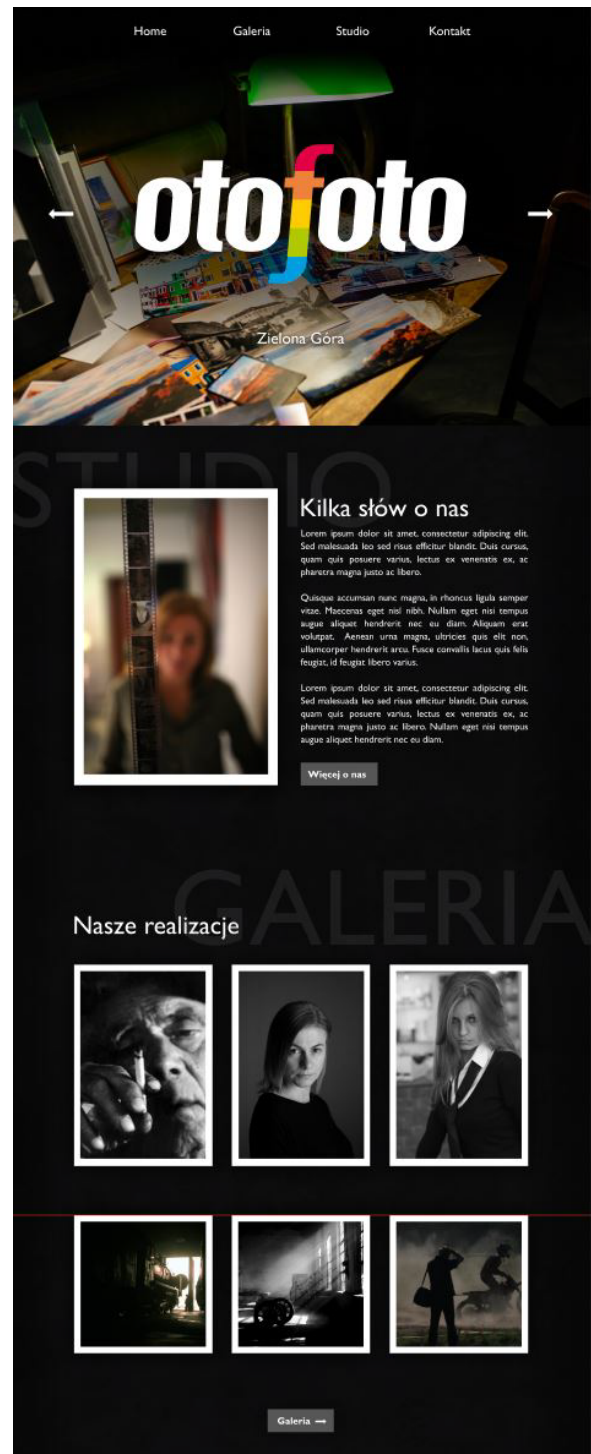 Home Galeria Studio Kontakt
otofoto
Zielona Góra
STUDIO
Kilka słów o nas
Lorem ipsum dolor sit amet, consectetur adipiscing elit.
Sed malesuada leo sed risus efficitur blandit. Duis cursus,
quam quis posuere varius, lectus ex venenatis ex, ac
pharetra magna justo ac libero.
Quisque accumsan nunc magna, in rhoncus ligula semper
vitae. Maecenas eget nisl nibh. Nullam eget nisi tempus
augue aliquet hendrerit nec eu diam. Aliquam erat
volutpat. Aenean urna magna, ultricies quis elit non,
ullamcorper hendrerit arcu. Fusce convallis lacus quis felis
feugiat, id feugiat libero varius.
Lorem ipsum dolor sit amet, consectetur adipiscing elit.
Sed malesuada leo sed risus efficitur blandit. Duis cursus,
quam quis posuere varius, lectus ex venenatis ex, ac
pharetra magna justo ac libero. Nullam eget nisi tempus
augue aliquet hendrerit nec eu diam.
Więcej o nas
GALERIA
Nasze realizacje
Galeria →